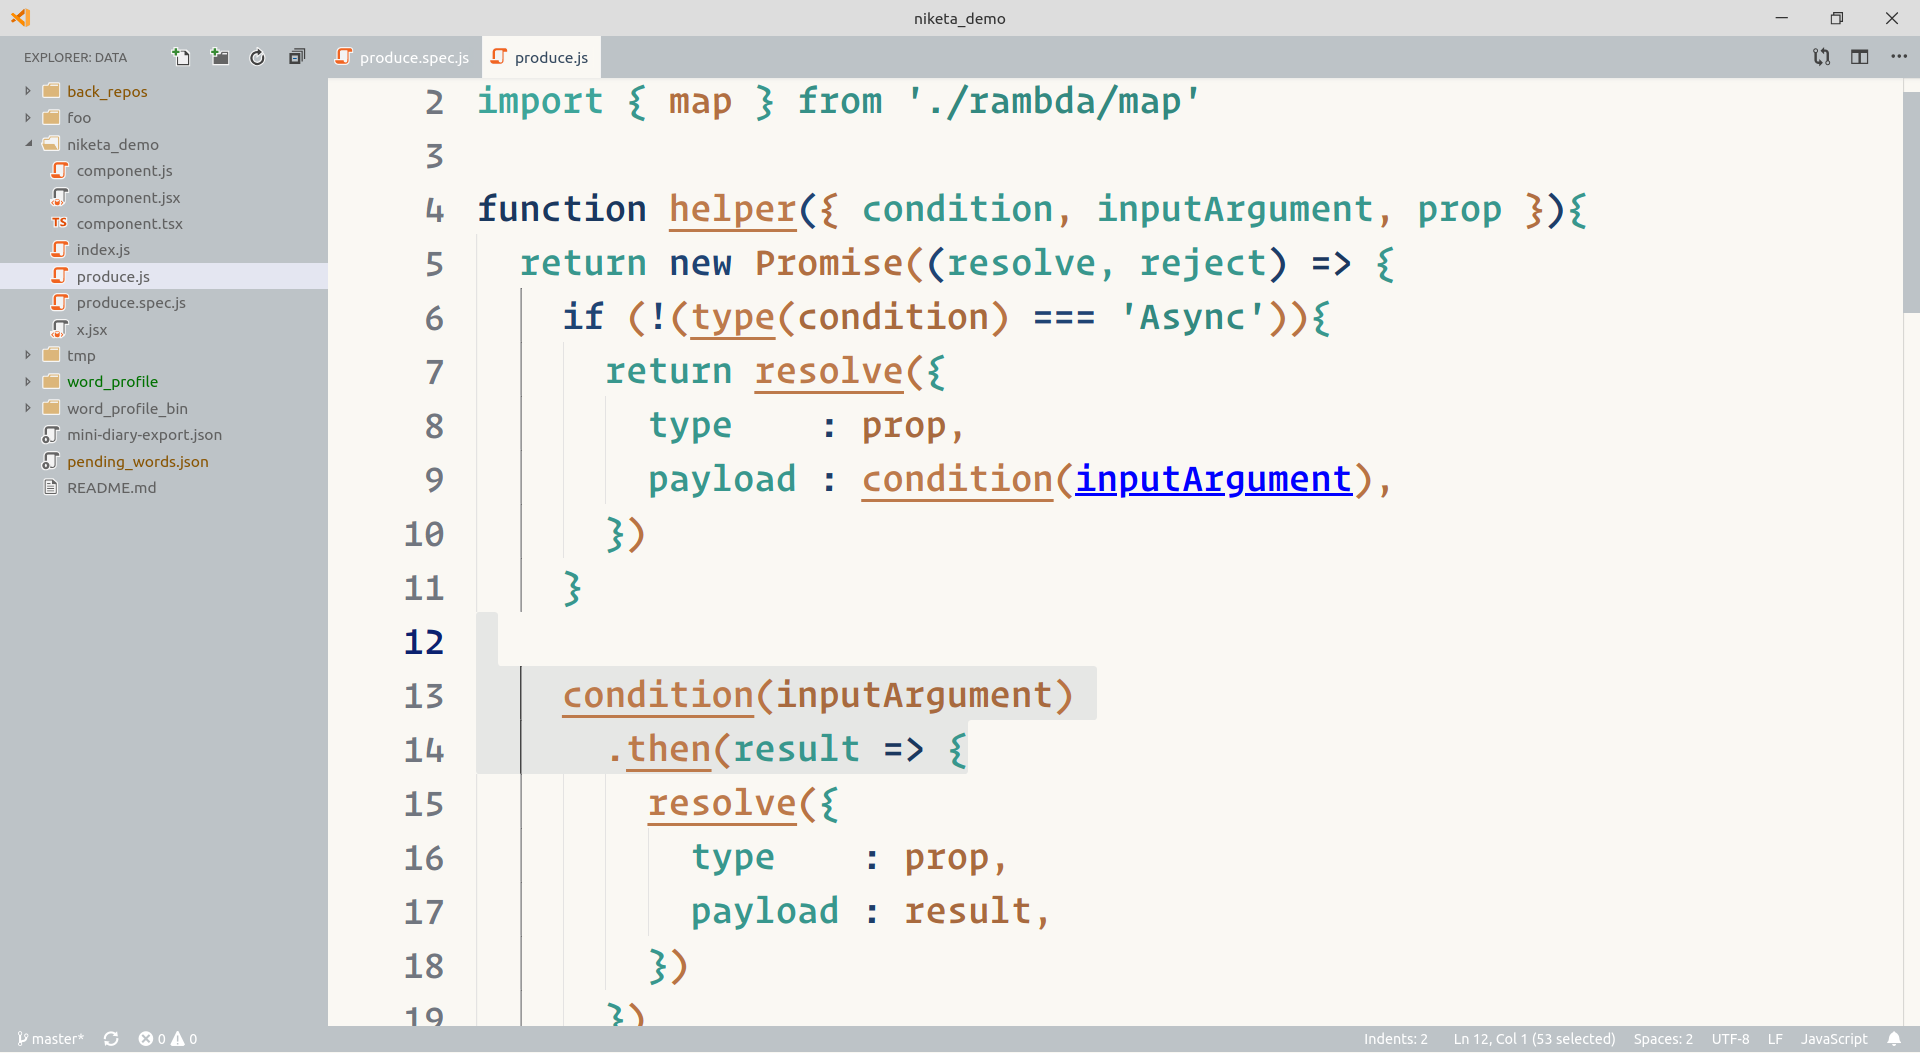 niketa_demo
EXPLORER: DATA
produce.spec.js
produce.js
back_repos
foo
niketa_demo
component.js
component.jsx
TS component.tsx
index.js
produce.js
produce.spec.js
x.jsx
tmp
word_profile
word_profile_bin
mini-diary-export.json
pending_words.json
README.md
2 import { map } from './rambda/map'
3
4 function helper({ condition, inputArgument, prop }){
5 return new Promise((resolve, reject) => {
6 if (!(type(condition) === 'Async')){
7 return resolve({
8 type : prop,
9 payload : condition(inputArgument),
10 })
11 }
12
13 condition(inputArgument)
14 .then(result => {
15 resolve({
16 type : prop,
17 payload : result,
18 })
19 })
master* 0 0 Indents: 2 Ln 12, Col 1 (53 selected) Spaces: 2 UTF-8 LF JavaScript